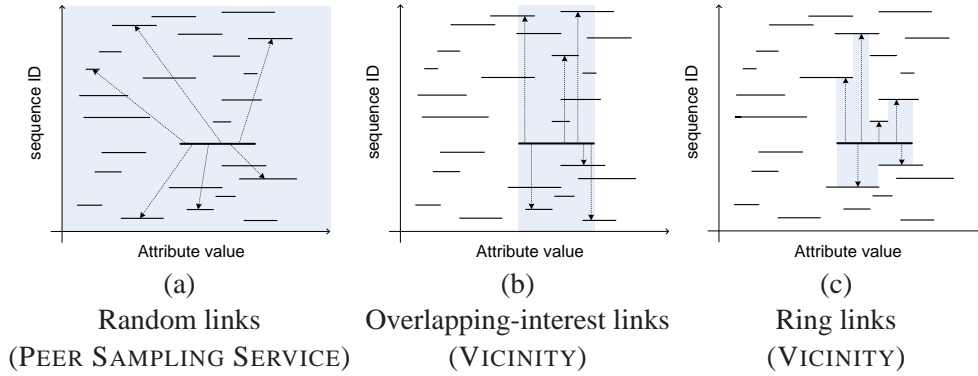 sequence ID
Attribute value
(a)
Random links
(PEER SAMPLING SERVICE)
sequence ID
Attribute value
(b)
Overlapping-interest links
(VICINITY)
sequence ID
Attribute value
(c)
Ring links
(VICINITY)